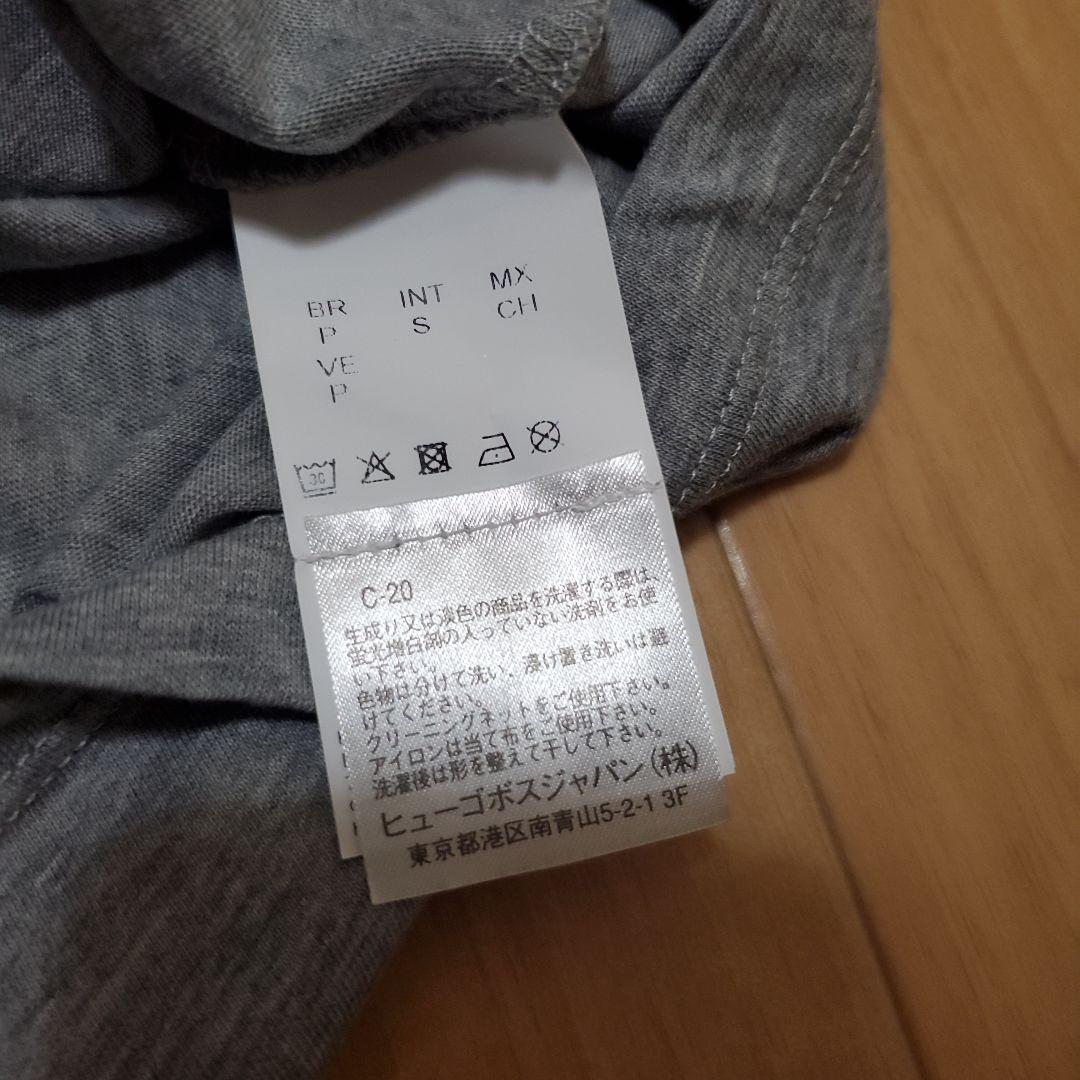 BR INT MX
P S CH
VE
P
30
C-20
生成り又は淡色の商品を洗濯する際は、
蛍光増白剤の入っていない洗剤をお使
い下さい。
色物は分けて洗い、浸け置き洗いは避
けてください。
クリーニングネットをご使用下さい。
アイロンは当て布をご使用下さい。
洗濯後は形を整えて干して下さい。
ヒューゴボスジャパン(株)
東京都港区南青山5-2-1 3F